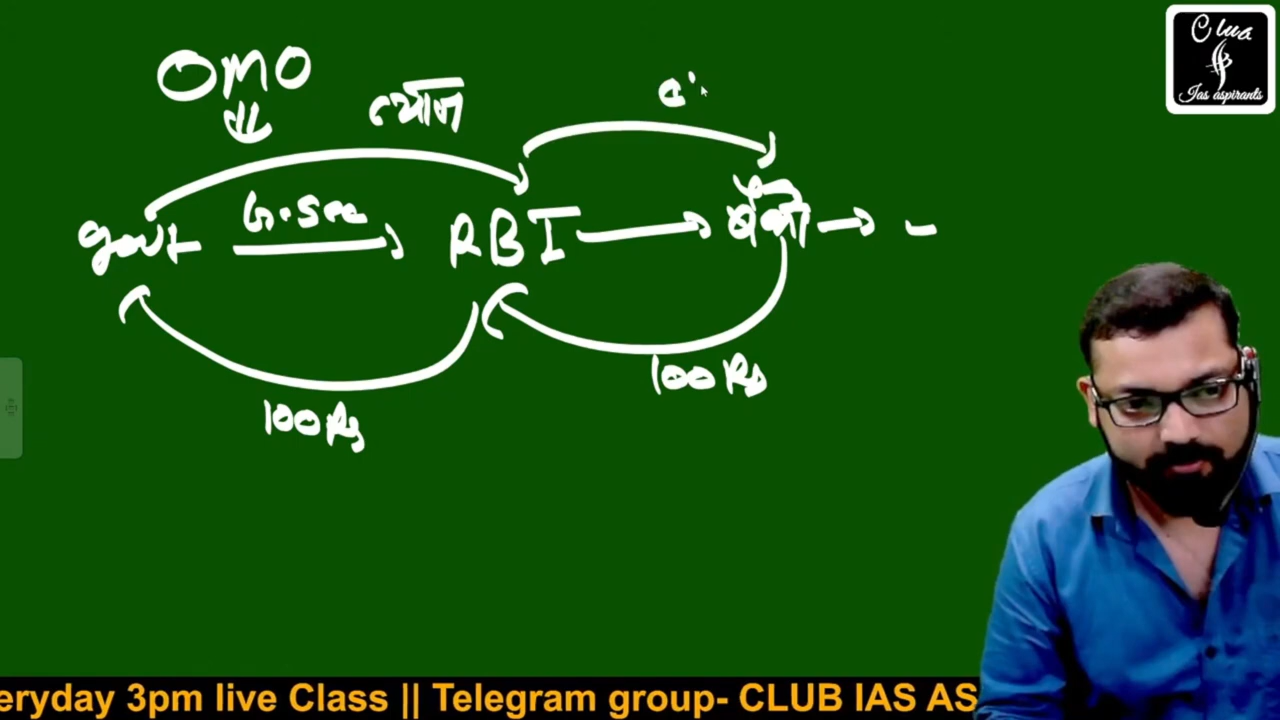 OMO
ब्याज
Govt G-Sec RBI बैंकों
100 Rs
100 Rs
Club
Ias aspirants
eryday 3pm live Class || Telegram group- CLUB IAS AS